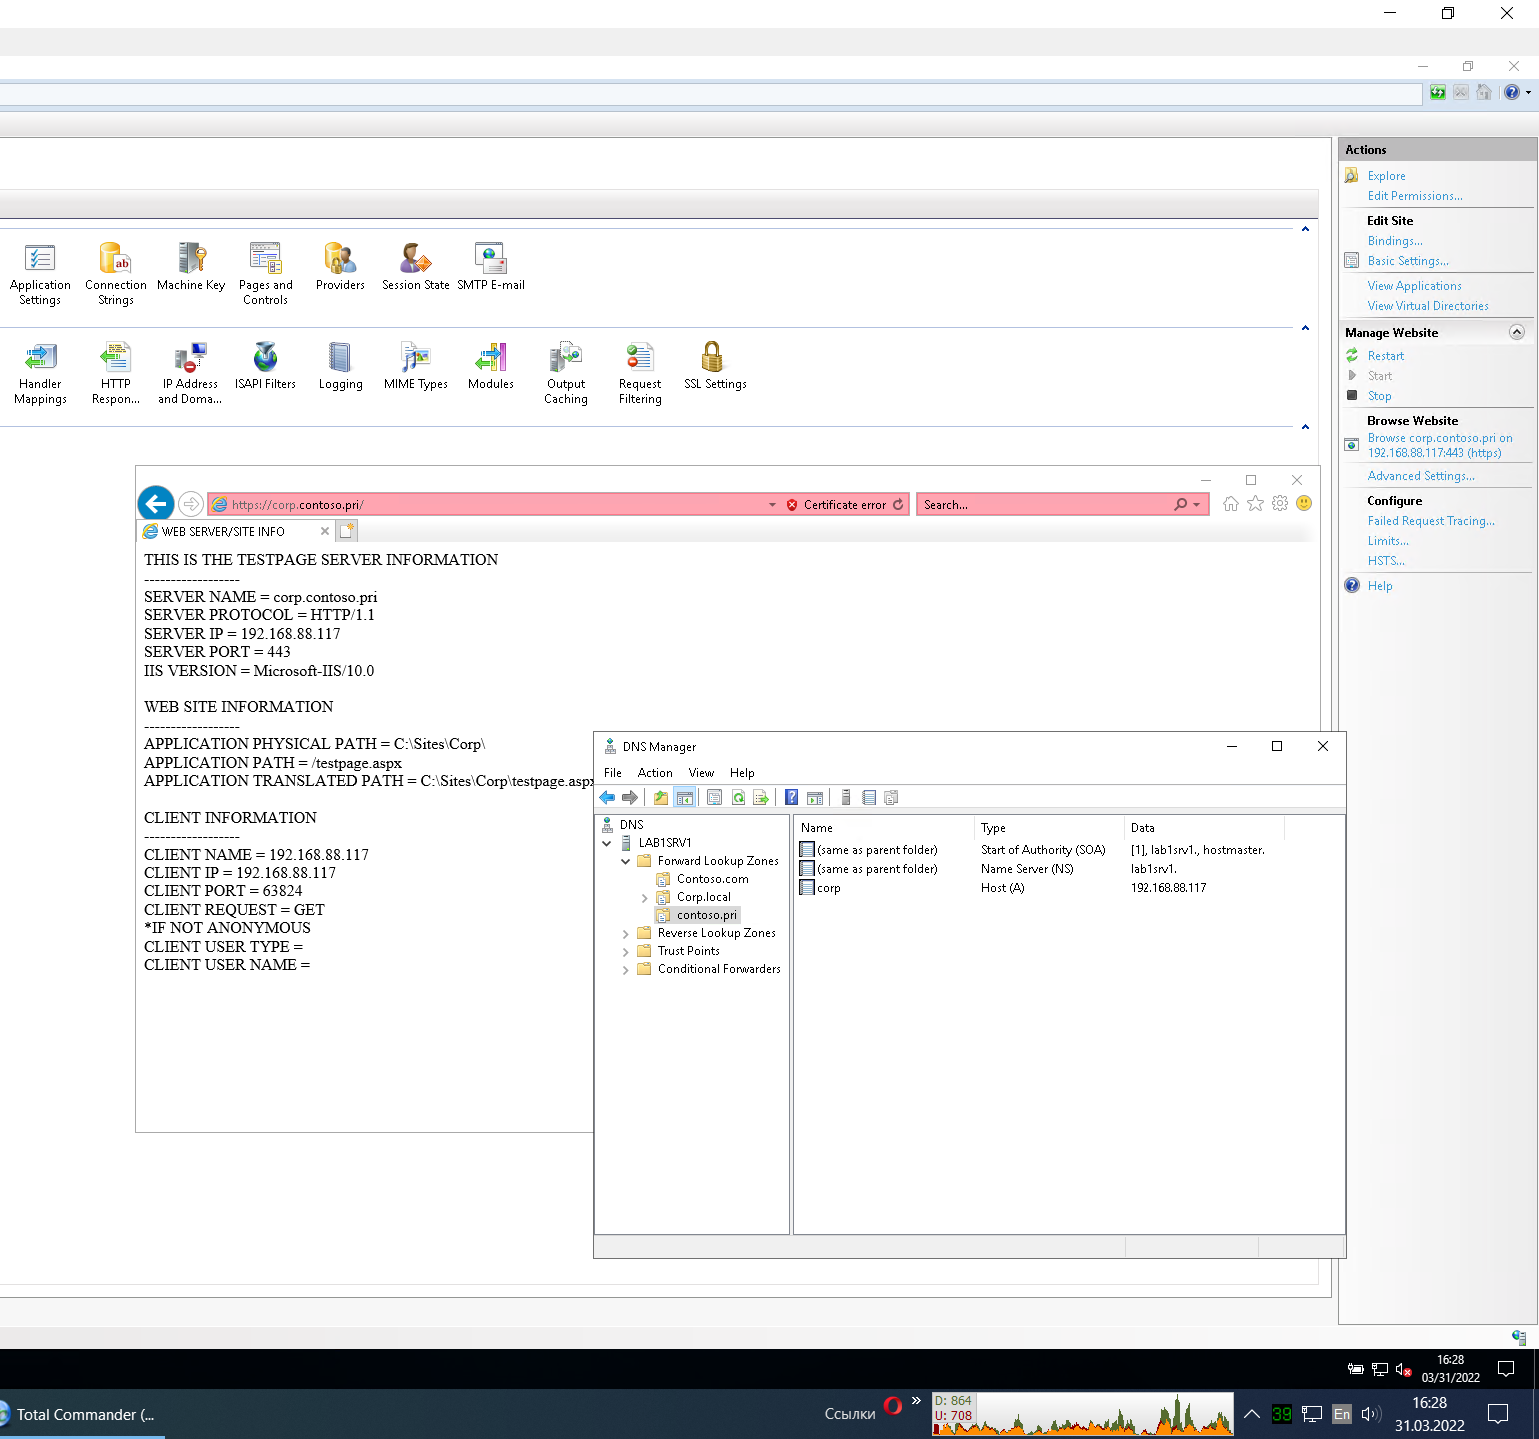 Actions
Explore
Edit Permissions...
Edit Site
Bindings...
Basic Settings...
View Applications
View Virtual Directories
Manage Website
Restart
Start
Stop
Browse Website
Browse corp.contoso.pri on
192.168.88.117:443 (https)
Advanced Settings...
Configure
Failed Request Tracing...
Limits...
HSTS...
Help
Application Settings
Connection Strings
Machine Key
Pages and Controls
Providers
Session State
SMTP E-mail
Handler Mappings
HTTP Respon...
IP Address and Doma...
ISAPI Filters
Logging
MIME Types
Modules
Output Caching
Request Filtering
SSL Settings
https://corp.contoso.pri/
Certificate error
Search...
WEB SERVER/SITE INFO
THIS IS THE TESTPAGE SERVER INFORMATION
------------------
SERVER NAME = corp.contoso.pri
SERVER PROTOCOL = HTTP/1.1
SERVER IP = 192.168.88.117
SERVER PORT = 443
IIS VERSION = Microsoft-IIS/10.0
WEB SITE INFORMATION
------------------
APPLICATION PHYSICAL PATH = C:\Sites\Corp\
APPLICATION PATH = /testpage.aspx
APPLICATION TRANSLATED PATH = C:\Sites\Corp\testpage.aspx
CLIENT INFORMATION
------------------
CLIENT NAME = 192.168.88.117
CLIENT IP = 192.168.88.117
CLIENT PORT = 63824
CLIENT REQUEST = GET
*IF NOT ANONYMOUS
CLIENT USER TYPE =
CLIENT USER NAME =
DNS Manager
File Action View Help
DNS
LAB1SRV1
Forward Lookup Zones
Contoso.com
Corp.local
contoso.pri
Reverse Lookup Zones
Trust Points
Conditional Forwarders
Name Type Data
(same as parent folder) Start of Authority (SOA) [1], lab1srv1., hostmaster.
(same as parent folder) Name Server (NS) lab1srv1.
corp Host (A) 192.168.88.117
16:28
03/31/2022
Total Commander (...
Ссылки
D: 864
U: 708
39
En
16:28
31.03.2022